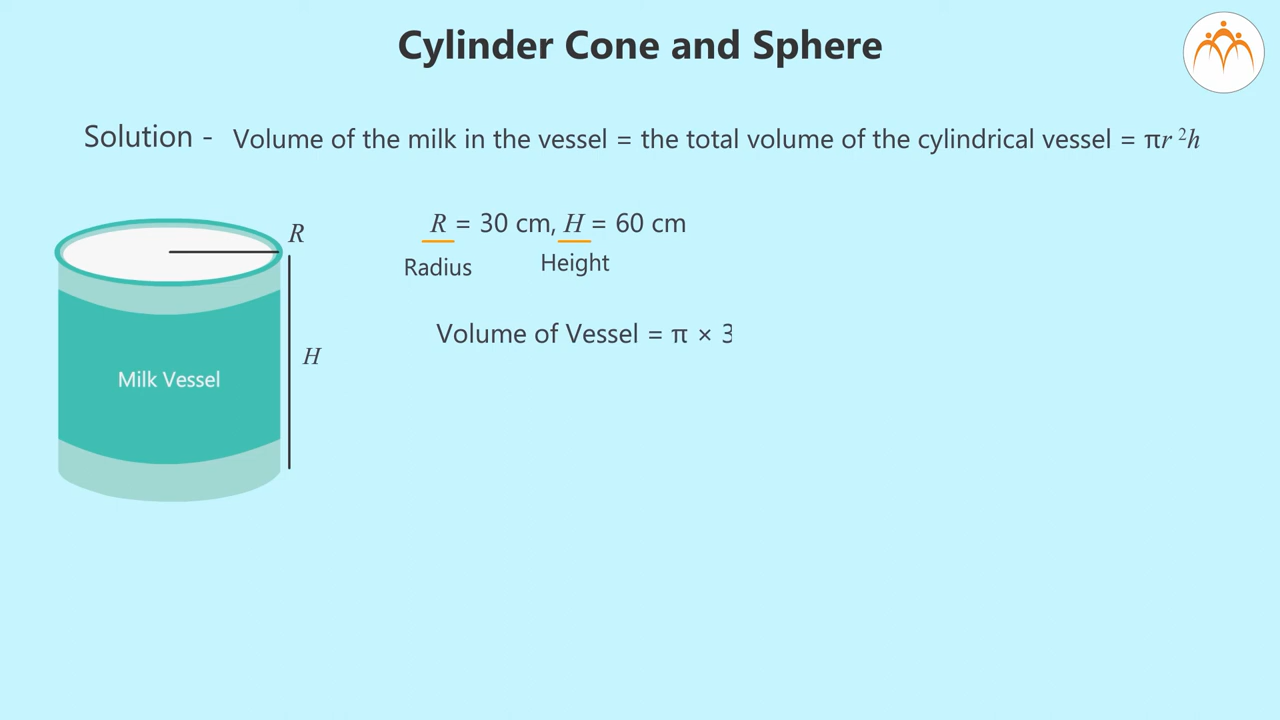 Cylinder Cone and Sphere
Solution - Volume of the milk in the vessel = the total volume of the cylindrical vessel = πr²h
R
R = 30 cm, H = 60 cm
Radius
Height
Volume of Vessel = π × 3
H
Milk Vessel